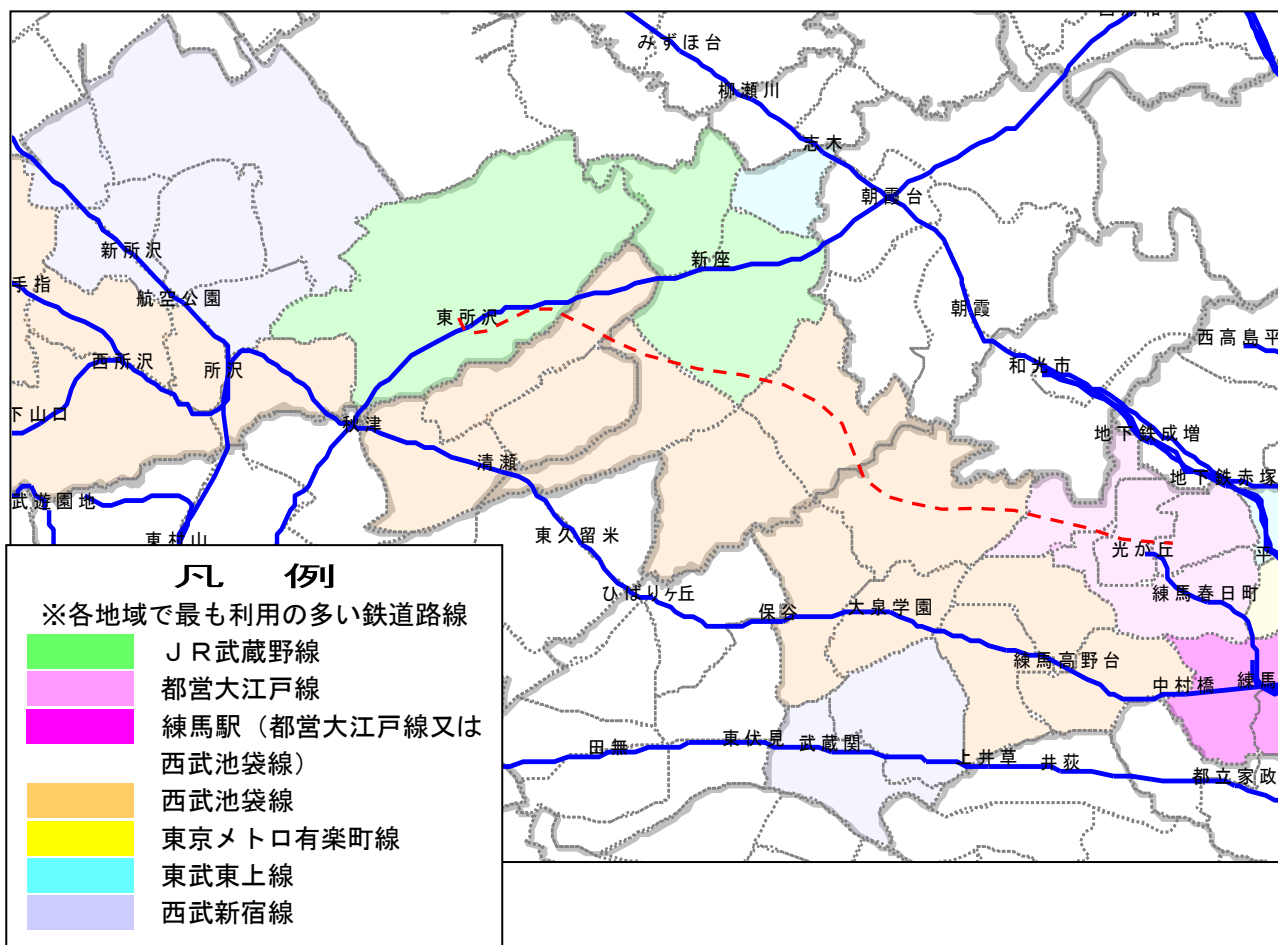 みずほ台
柳瀬川
志木
朝霞台
新座
新所沢
手指
航空公園
東所沢
朝霞
西高島平
西所沢
所沢
和光市
下山口
秋津
地下鉄成増
清瀬
地下鉄赤塚
武遊園地
東久留米
東村山
光が丘
平
ひばりヶ丘
練馬春日町
保谷
大泉学園
練馬高野台
中村橋
練馬
田無
東伏見
武蔵関
上井草
井荻
都立家政
凡 例
※各地域で最も利用の多い鉄道路線
ＪＲ武蔵野線
都営大江戸線
練馬駅（都営大江戸線又は
西武池袋線）
西武池袋線
東京メトロ有楽町線
東武東上線
西武新宿線